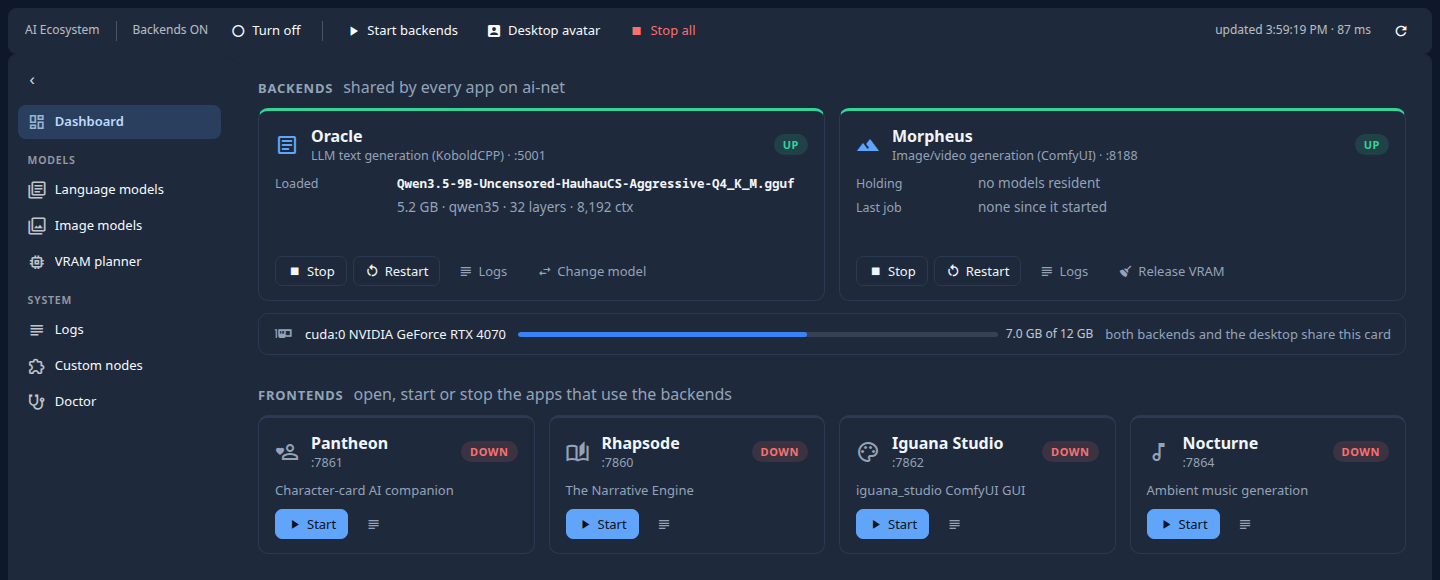 AI Ecosystem
Backends ON
Turn off
Start backends
Desktop avatar
Stop all
updated 3:59:19 PM · 87 ms
‹
Dashboard
MODELS
Language models
Image models
VRAM planner
SYSTEM
Logs
Custom nodes
Doctor
BACKENDS shared by every app on ai-net
Oracle
LLM text generation (KoboldCPP) · :5001
UP
Loaded Qwen3.5-9B-Uncensored-HauhauCS-Aggressive-Q4_K_M.gguf
5.2 GB · qwen35 · 32 layers · 8,192 ctx
Stop Restart Logs Change model
Morpheus
Image/video generation (ComfyUI) · :8188
UP
Holding no models resident
Last job none since it started
Stop Restart Logs Release VRAM
cuda:0 NVIDIA GeForce RTX 4070 7.0 GB of 12 GB both backends and the desktop share this card
FRONTENDS open, start or stop the apps that use the backends
Pantheon
:7861
DOWN
Character-card AI companion
Start
Rhapsode
:7860
DOWN
The Narrative Engine
Start
Iguana Studio
:7862
DOWN
iguana_studio ComfyUI GUI
Start
Nocturne
:7864
DOWN
Ambient music generation
Start